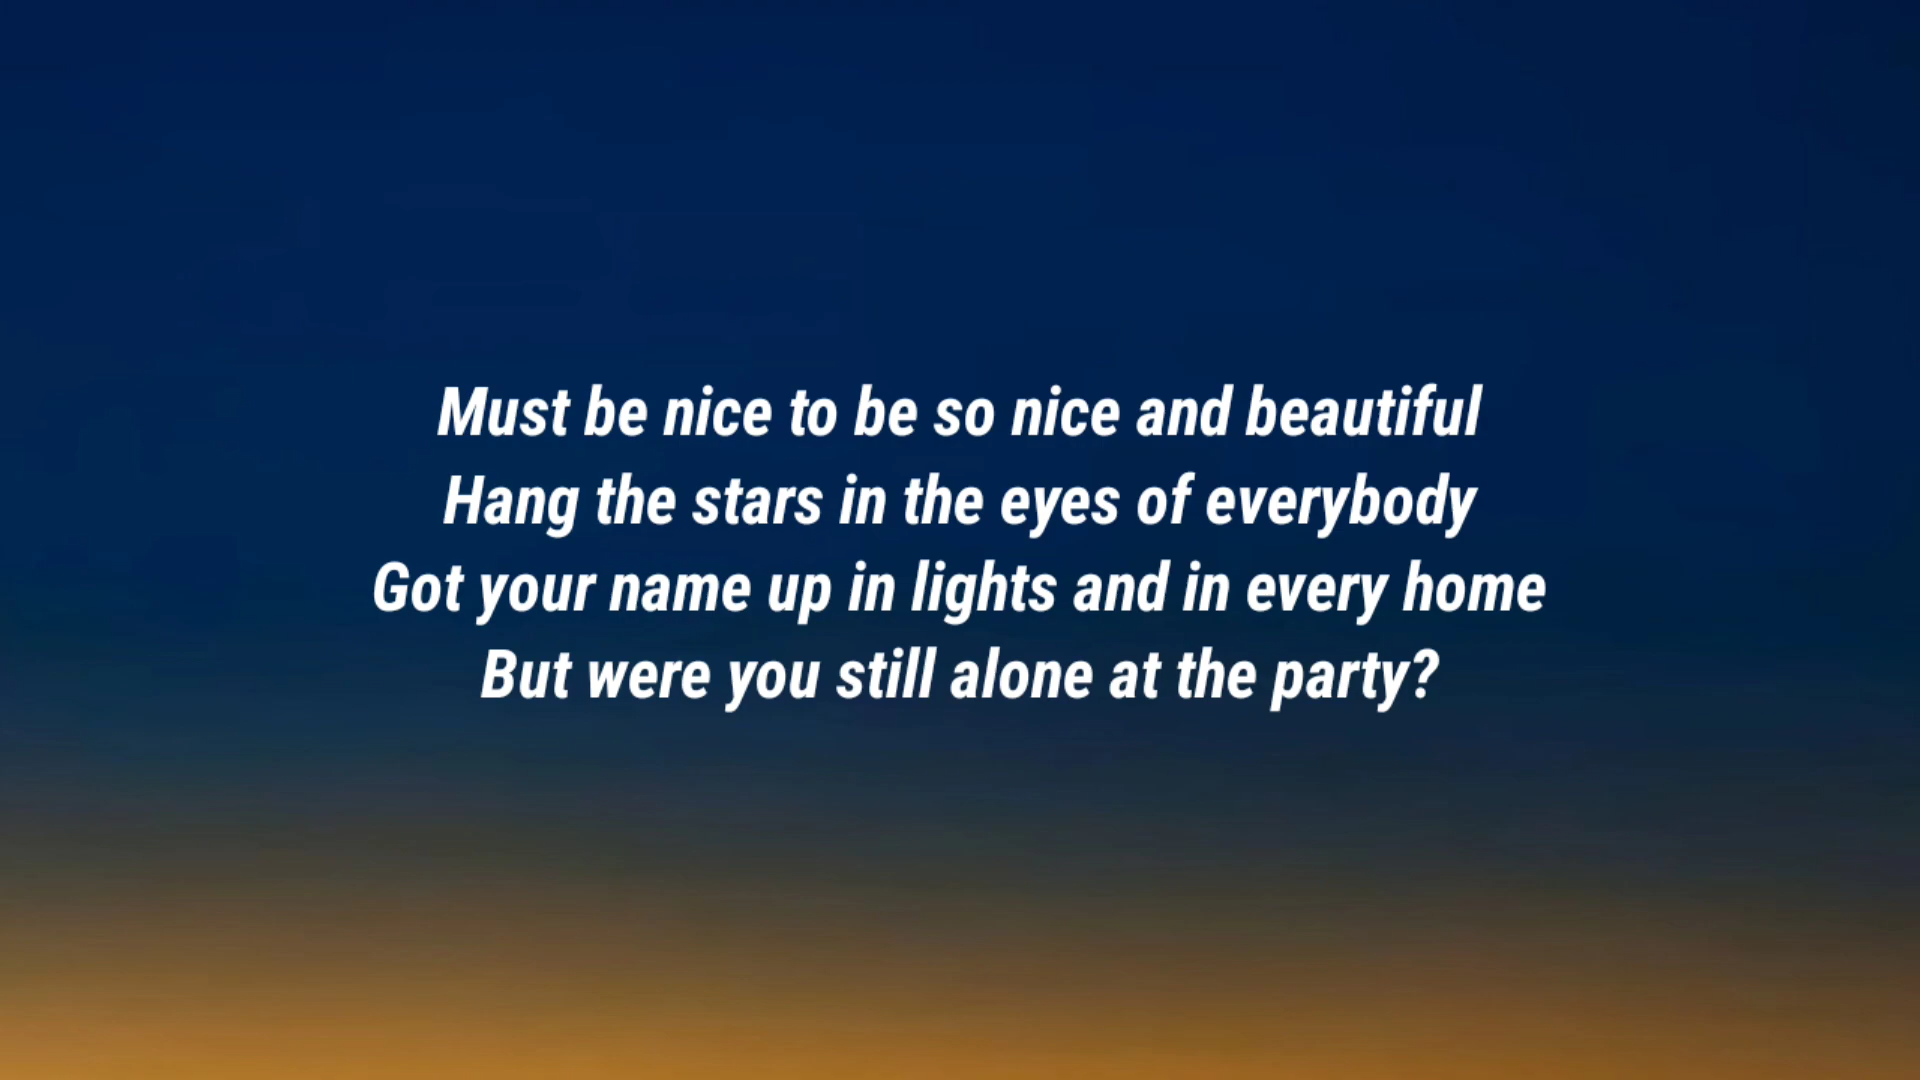 Must be nice to be so nice and beautiful
Hang the stars in the eyes of everybody
Got your name up in lights and in every home
But were you still alone at the party?